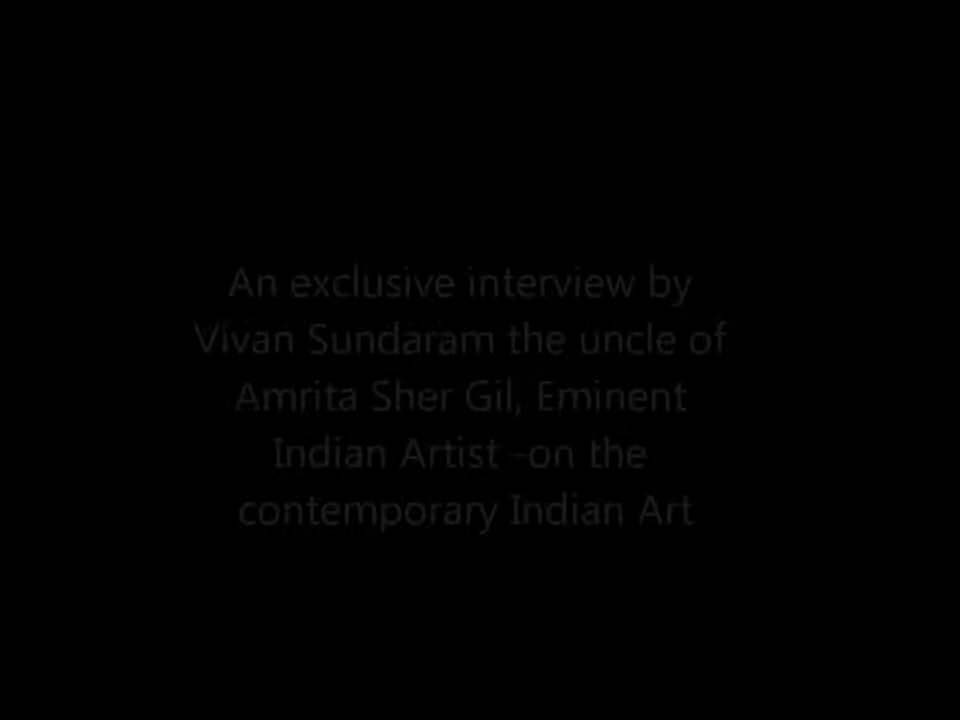 An exclusive interview by
Vivan Sundaram the uncle of
Amrita Sher Gil, Eminent
Indian Artist -on the
contemporary Indian Art